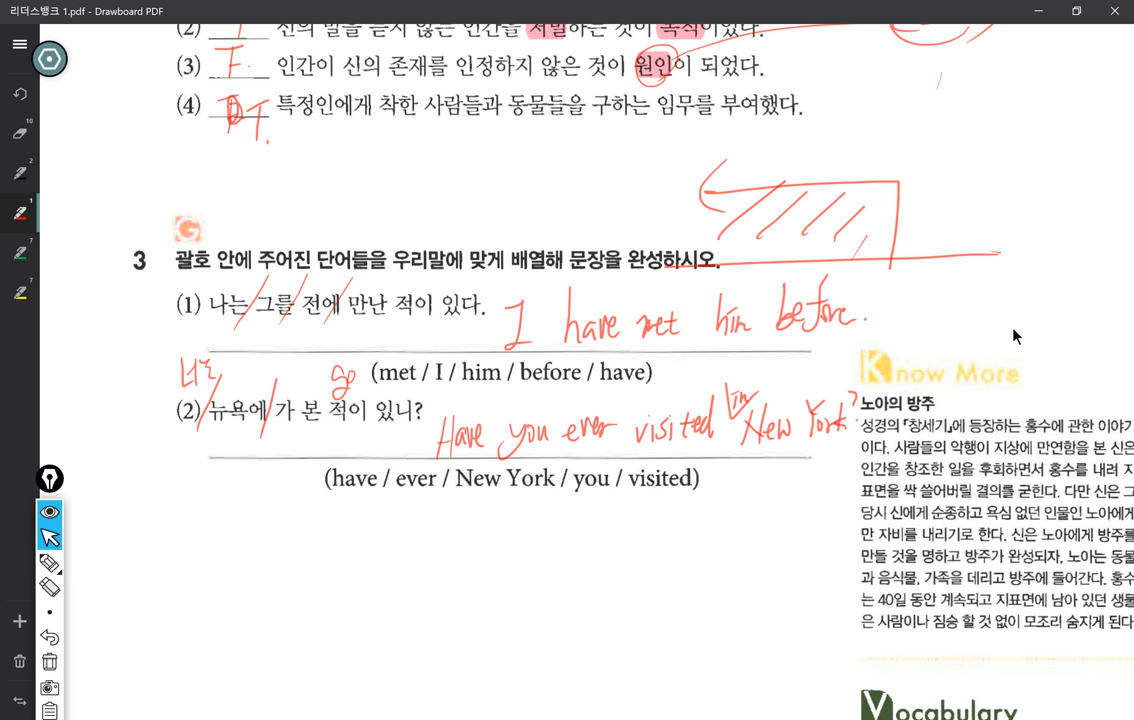 리더스뱅크 1.pdf - Drawboard PDF
(2) 신의 말을 듣지 않은 인간을 처벌하는 것이 목적이었다.
(3) F. 인간이 신의 존재를 인정하지 않은 것이 원인이 되었다.
(4) T. 특정인에게 착한 사람들과 동물들을 구하는 임무를 부여했다.
G
3 괄호 안에 주어진 단어들을 우리말에 맞게 배열해 문장을 완성하시오.
(1) 나는 그를 전에 만난 적이 있다.
I have met him before.
(met / I / him / before / have)
너는
go
(2) 뉴욕에 가 본 적이 있니?
Have you ever visited in New York?
(have / ever / New York / you / visited)
Know More
노아의 방주
성경의 『창세기』에 등장하는 홍수에 관한 이야기
이다. 사람들의 악행이 지상에 만연함을 본 신은
인간을 창조한 일을 후회하면서 홍수를 내려 지
표면을 싹 쓸어버릴 결의를 굳힌다. 다만 신은 그
당시 신에게 순종하고 욕심 없던 인물인 노아에게
만 자비를 내리기로 한다. 신은 노아에게 방주를
만들 것을 명하고 방주가 완성되자, 노아는 동물
과 음식물, 가족을 데리고 방주에 들어간다. 홍수
는 40일 동안 계속되고 지표면에 남아 있던 생물
은 사람이나 짐승 할 것 없이 모조리 숨지게 된다
Vocabulary
10
2
1
7
7